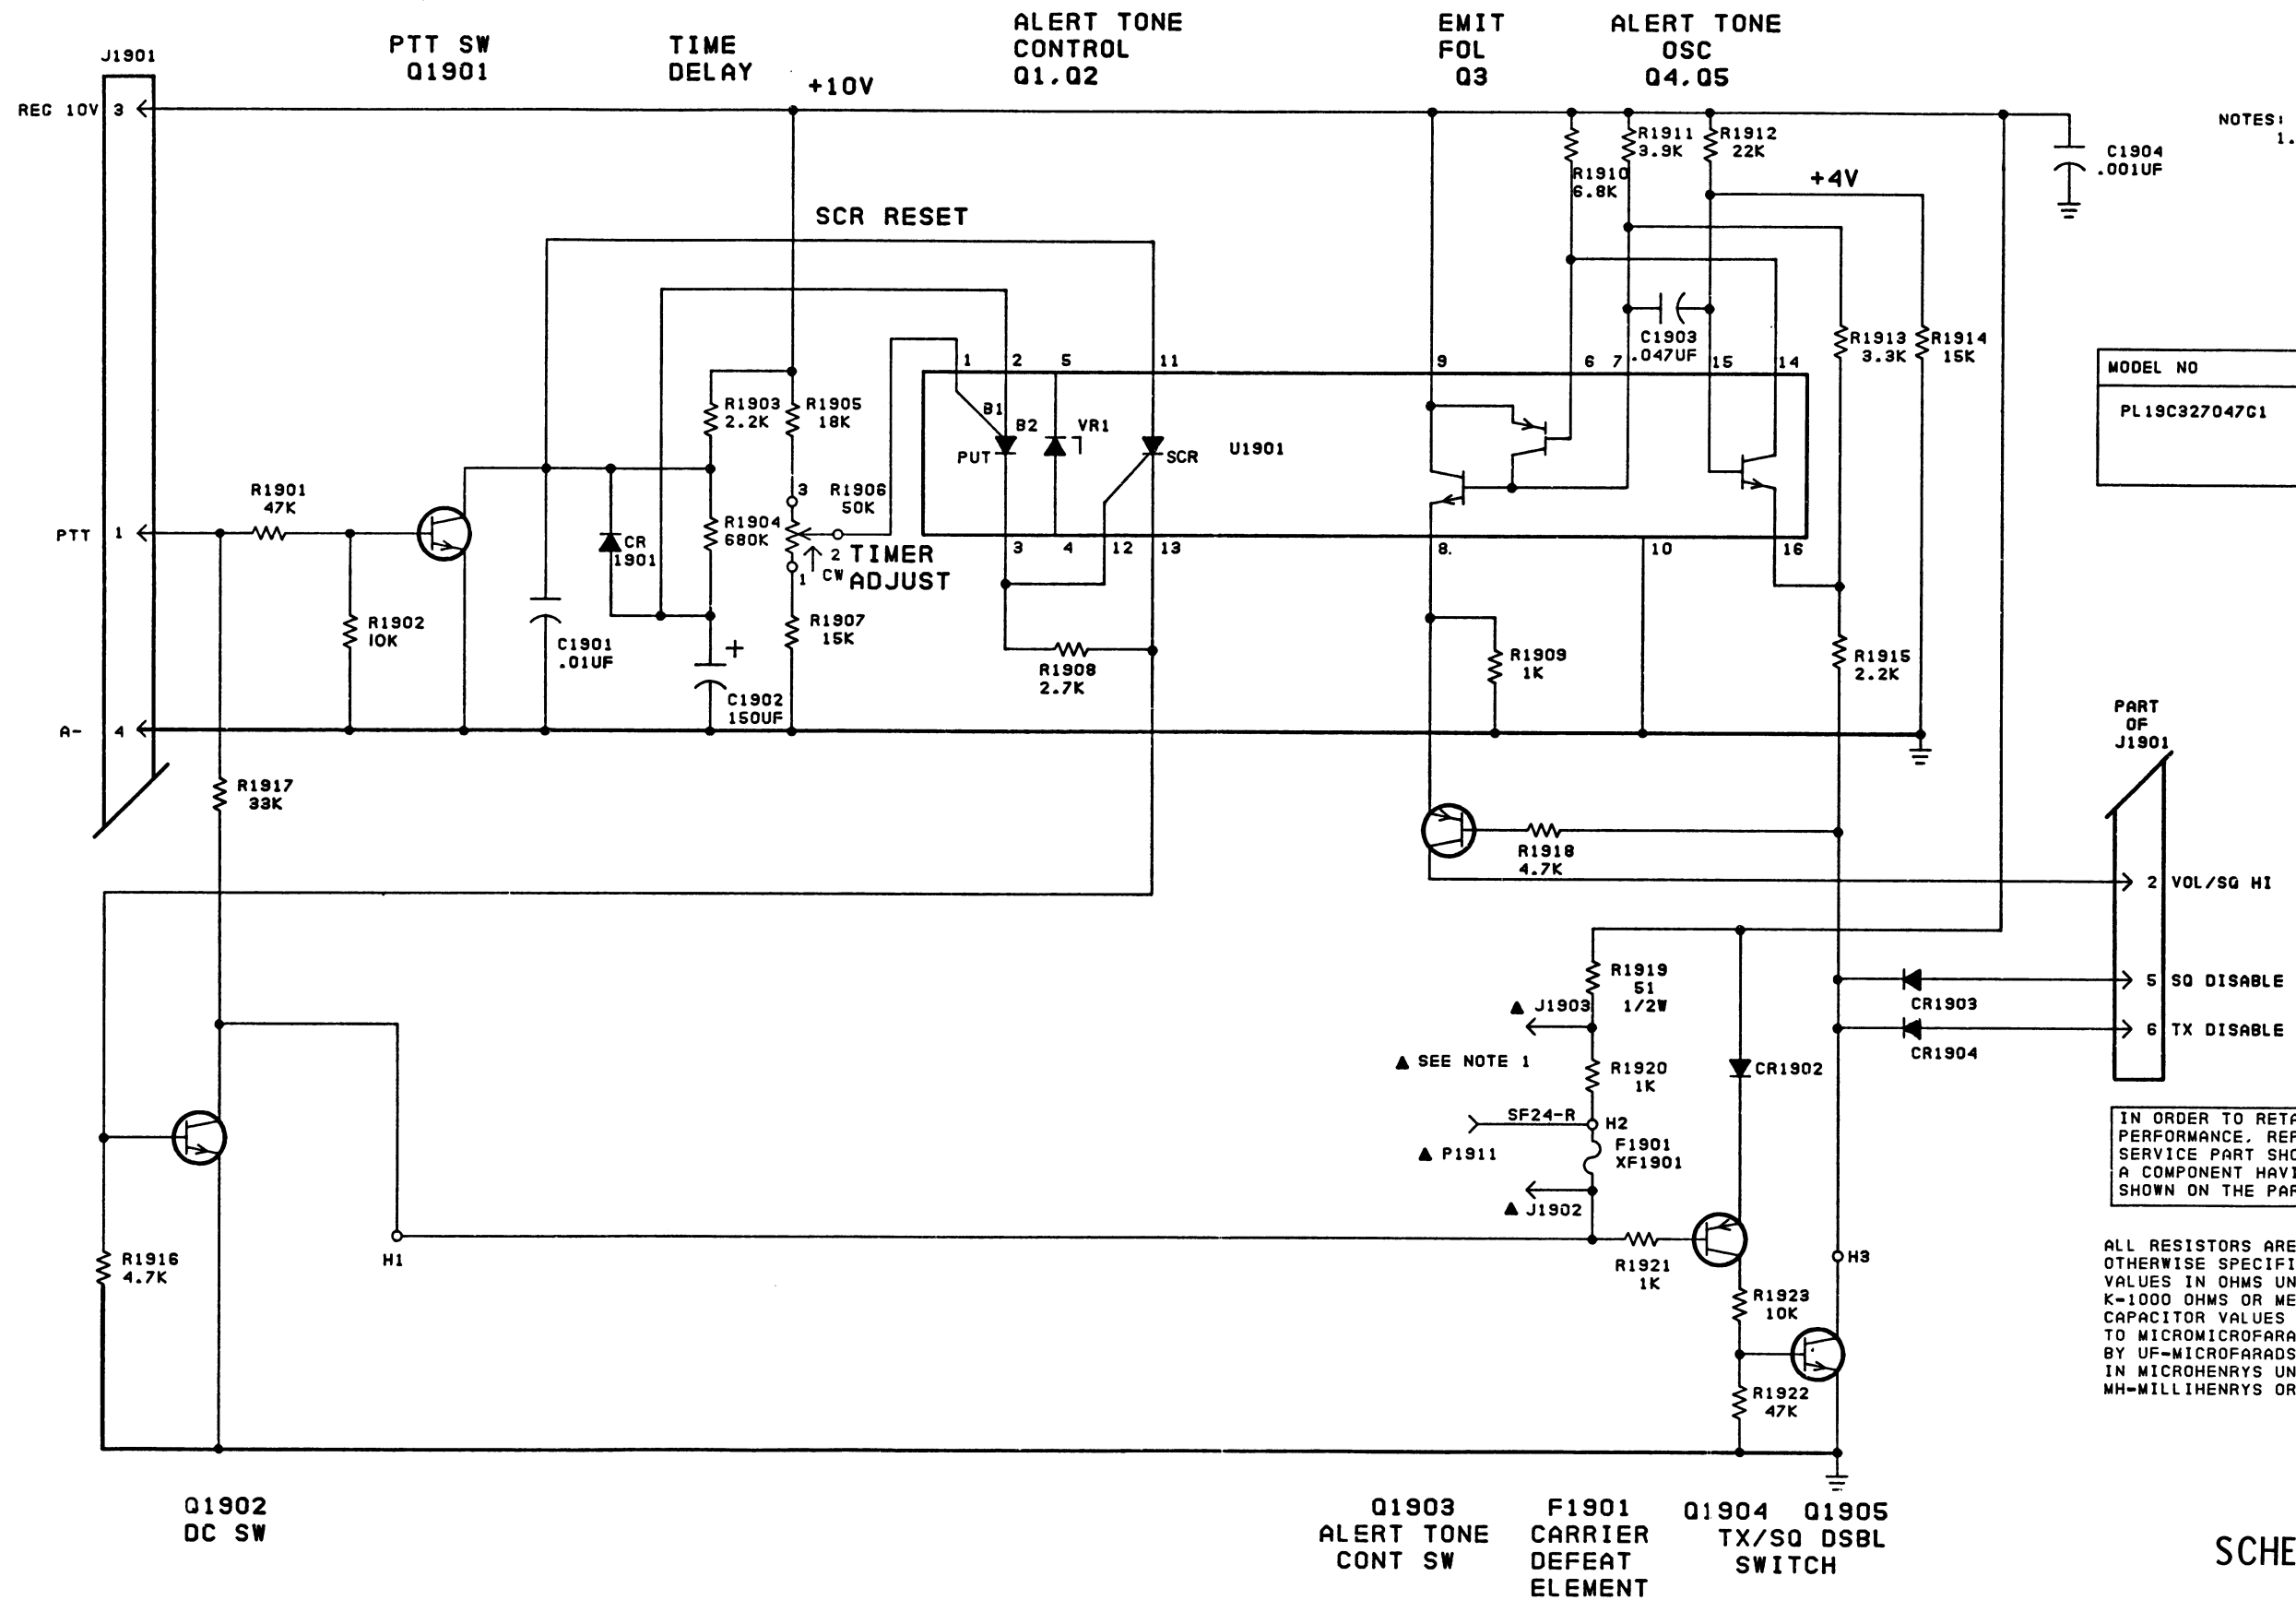 J1901
PTT SW
Q1901
TIME
DELAY
+10V
ALERT TONE
CONTROL
Q1,Q2
EMIT
FOL
Q3
ALERT TONE
OSC
Q4,Q5
REG 10V 3
NOTES:
1.
R1911
3.9K
R1912
22K
R1910
6.8K
C1904
.001UF
+4V
SCR RESET
C1903
.047UF
R1913
3.3K
R1914
15K
MODEL NO
PL19C327047G1
1 2 5 11 9 6 7 15 14
R1903
2.2K
R1905
18K
B1
B2
VR1
PUT
SCR
U1901
R1901
47K
3
R1906
50K
PTT 1
R1904
680K
CR
1901
2
1
CW
TIMER
ADJUST
3 4 12 13 8. 10 16
R1902
10K
C1901
.01UF
+
C1902
150UF
R1907
15K
R1908
2.7K
R1909
1K
R1915
2.2K
A- 4
PART
OF
J1901
R1917
33K
R1918
4.7K
2 VOL/SQ HI
R1919
51
1/2W
▲ J1903
5 SQ DISABLE
CR1903
6 TX DISABLE
CR1904
▲ SEE NOTE 1
R1920
1K
CR1902
SF24-R
H2
▲ P1911
F1901
XF1901
▲ J1902
IN ORDER TO RETA
PERFORMANCE, REP
SERVICE PART SHO
A COMPONENT HAVI
SHOWN ON THE PAR
R1916
4.7K
H1
R1921
1K
H3
R1923
10K
R1922
47K
ALL RESISTORS ARE
OTHERWISE SPECIFI
VALUES IN OHMS UN
K-1000 OHMS OR ME
CAPACITOR VALUES
TO MICROMICROFARA
BY UF-MICROFARADS
IN MICROHENRYS UN
MH-MILLIHENRYS OR
Q1902
DC SW
Q1903
ALERT TONE
CONT SW
F1901
CARRIER
DEFEAT
ELEMENT
Q1904 Q1905
TX/SQ DSBL
SWITCH
SCHE